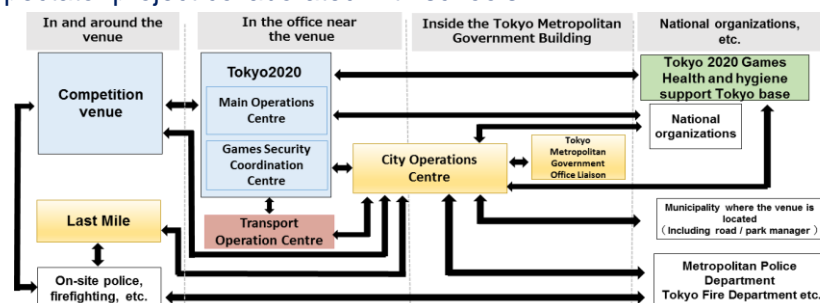 In and around the
venue
In the office near
the venue
Inside the Tokyo Metropolitan
Government Building
National organizations,
etc.
Competition
venue
Tokyo2020
Main Operations
Centre
Games Security
Coordination
Centre
Tokyo 2020 Games
Health and hygiene
support Tokyo base
National
organizations
City Operations
Centre
Tokyo
Metropolitan
Government
Office Liaison
Last Mile
Transport
Operation Centre
Municipality where the venue is
located
(Including road / park manager)
On-site police,
firefighting, etc.
Metropolitan Police
Department
Tokyo Fire Department etc.